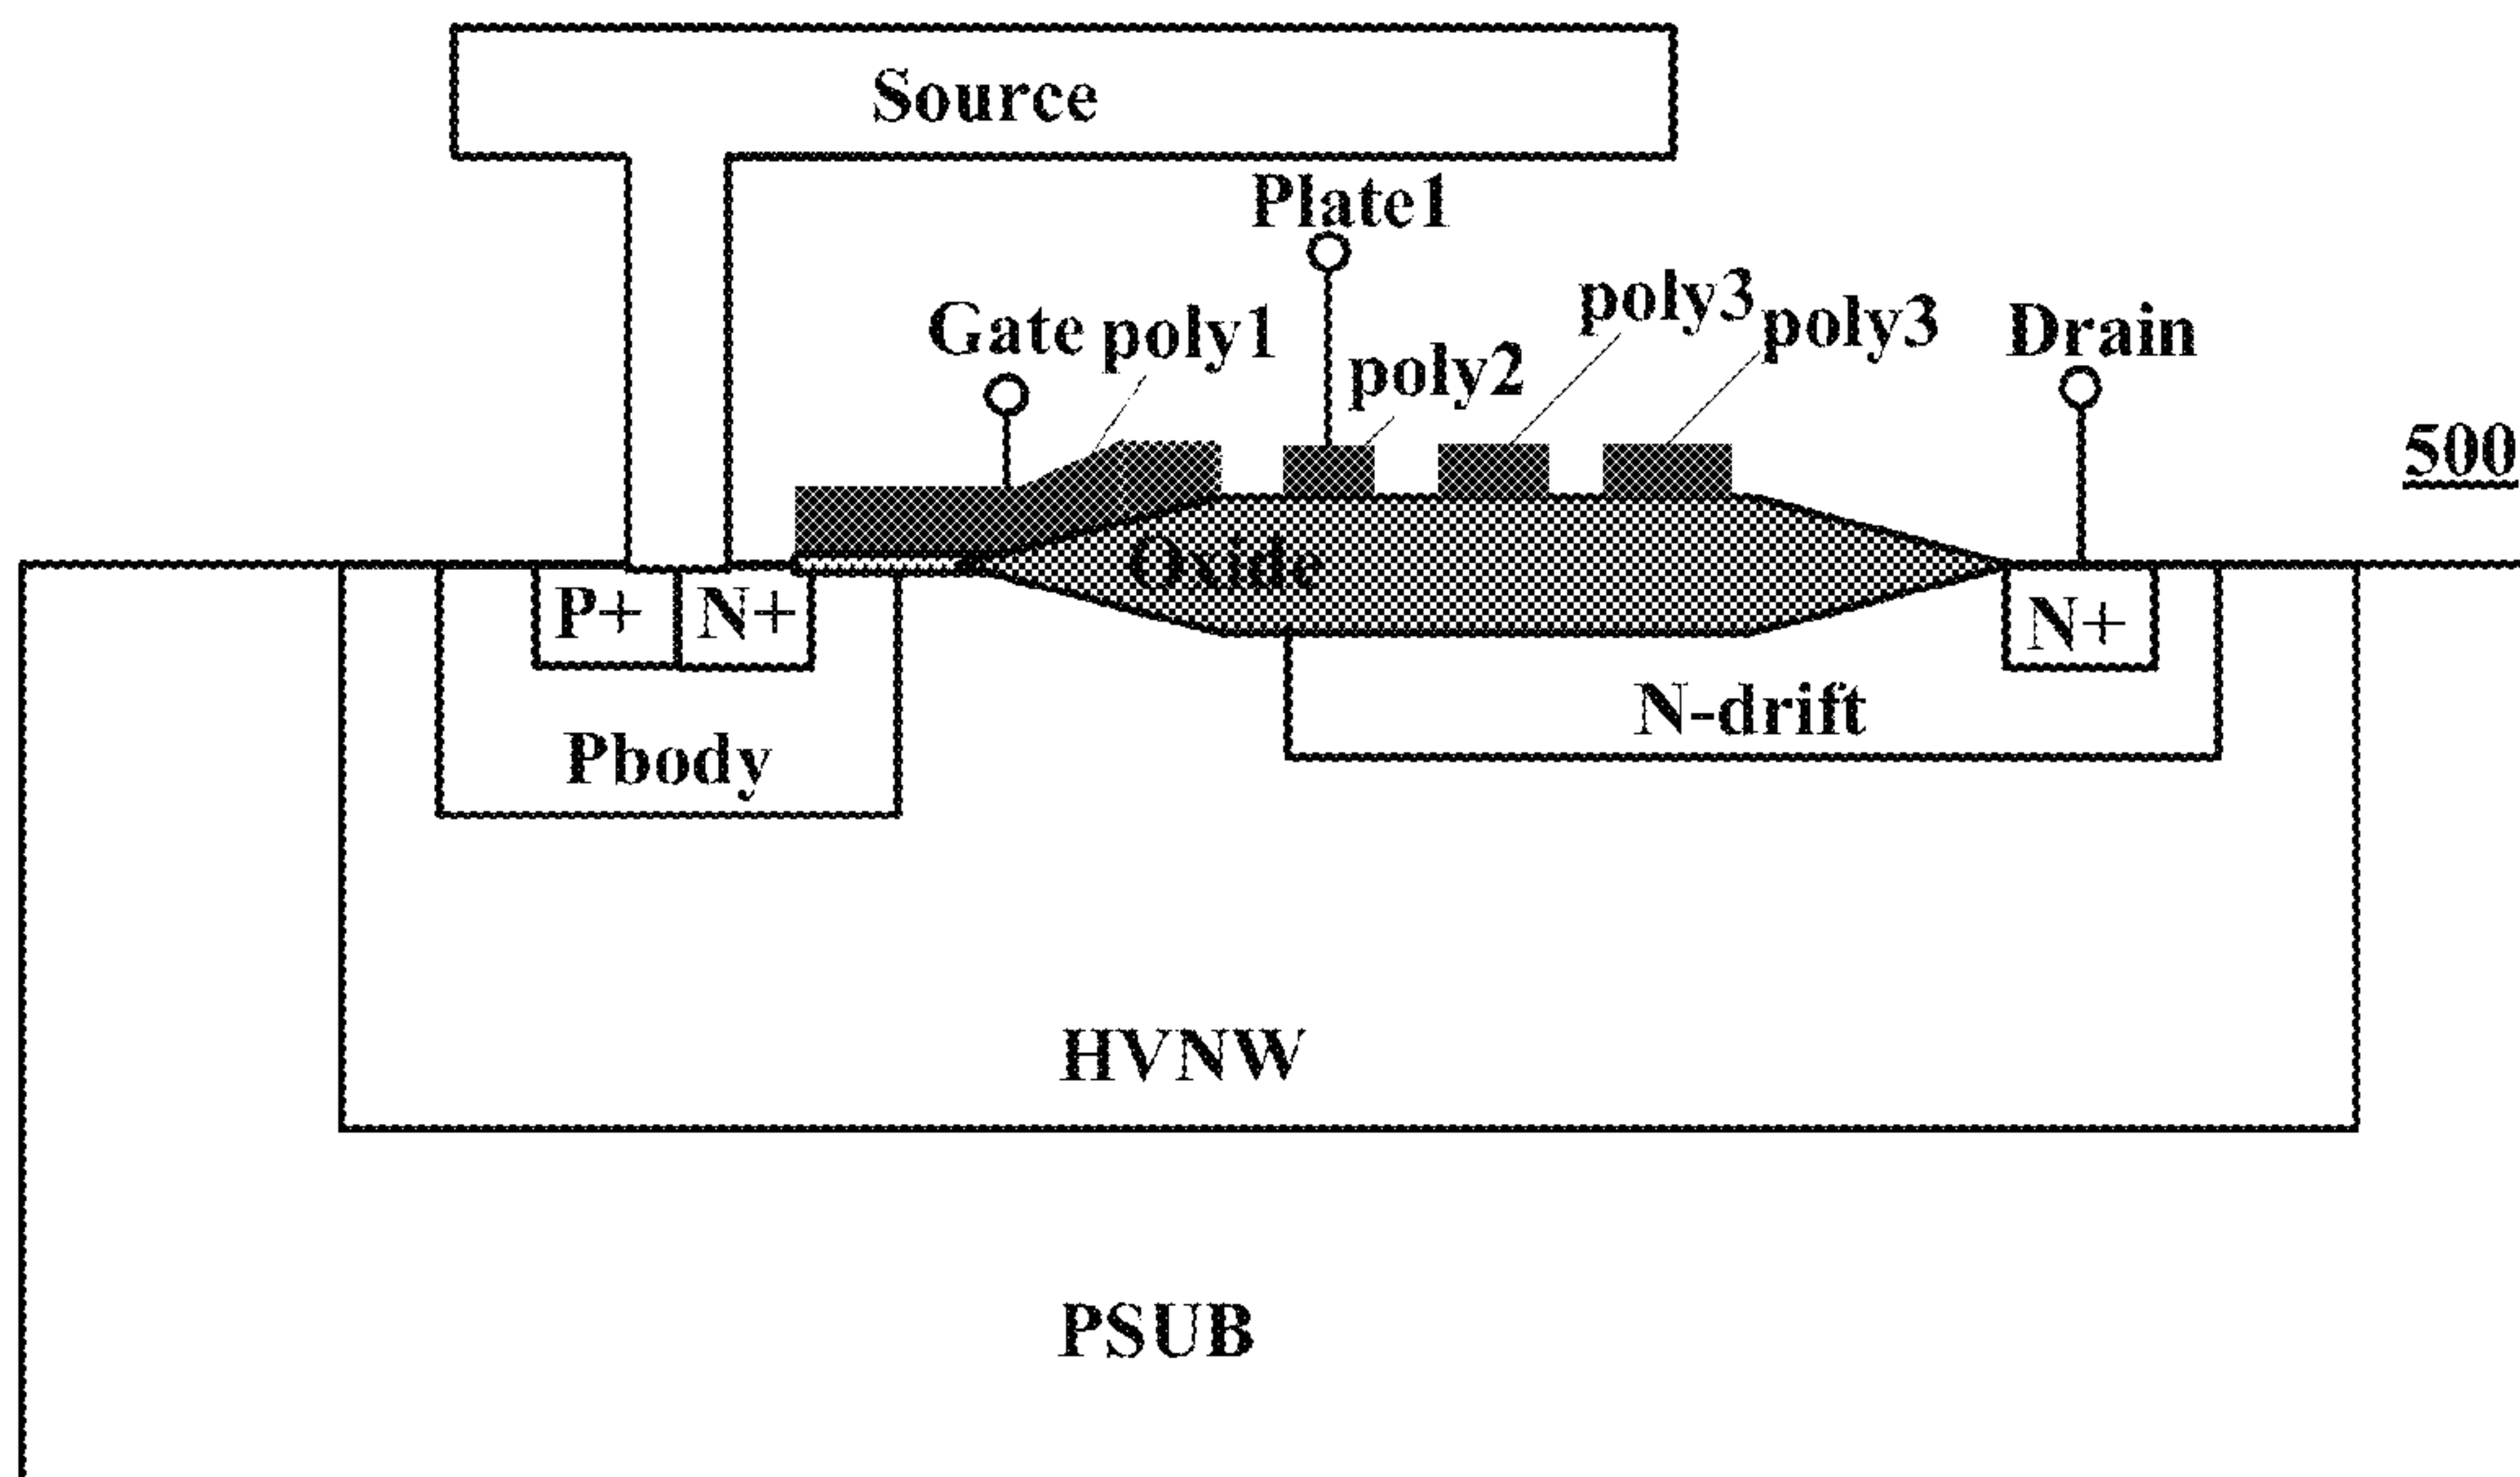 Source
Plate1
poly3
poly3
Gate
poly1
Drain
poly2
500
Oxide
P+
N+
N+
N-drift
Pbody
HVNW
PSUB